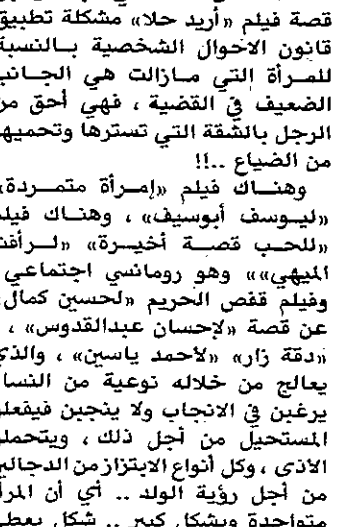 قصة فيلم «أريد حلا» مشكلة تطبيق
قانون الاحوال الشخصية بالنسبة
للمرأة التي مازالت هي الجانب
الضعيف في القضية ، فهي أحق من
الرجل بالشقة التي تسترها وتحميها
من الضياع ..!!
وهناك فيلم «إمرأة متمردة»
«ليوسف أبوسيف» ، وهناك فيلم
«للحب قصة أخيرة» «لرأفت
الميهي»» وهو رومانسي اجتماعي
وفيلم قفص الحريم «لحسين كمال»
عن قصة «لإحسان عبدالقدوس» ،
«دقة زار» «لأحمد ياسين» ، والذي
يعالج من خلاله نوعية من النساء
يرغبن في الانجاب ولا ينجبن فيفعلن
المستحيل من أجل ذلك ، ويتحملن
الأذى ، وكل أنواع الابتزاز من الدجالين
من أجل رؤية الولد .. أي أن المرأة
متواجدة وبشكل كبير .. شكل يعطي